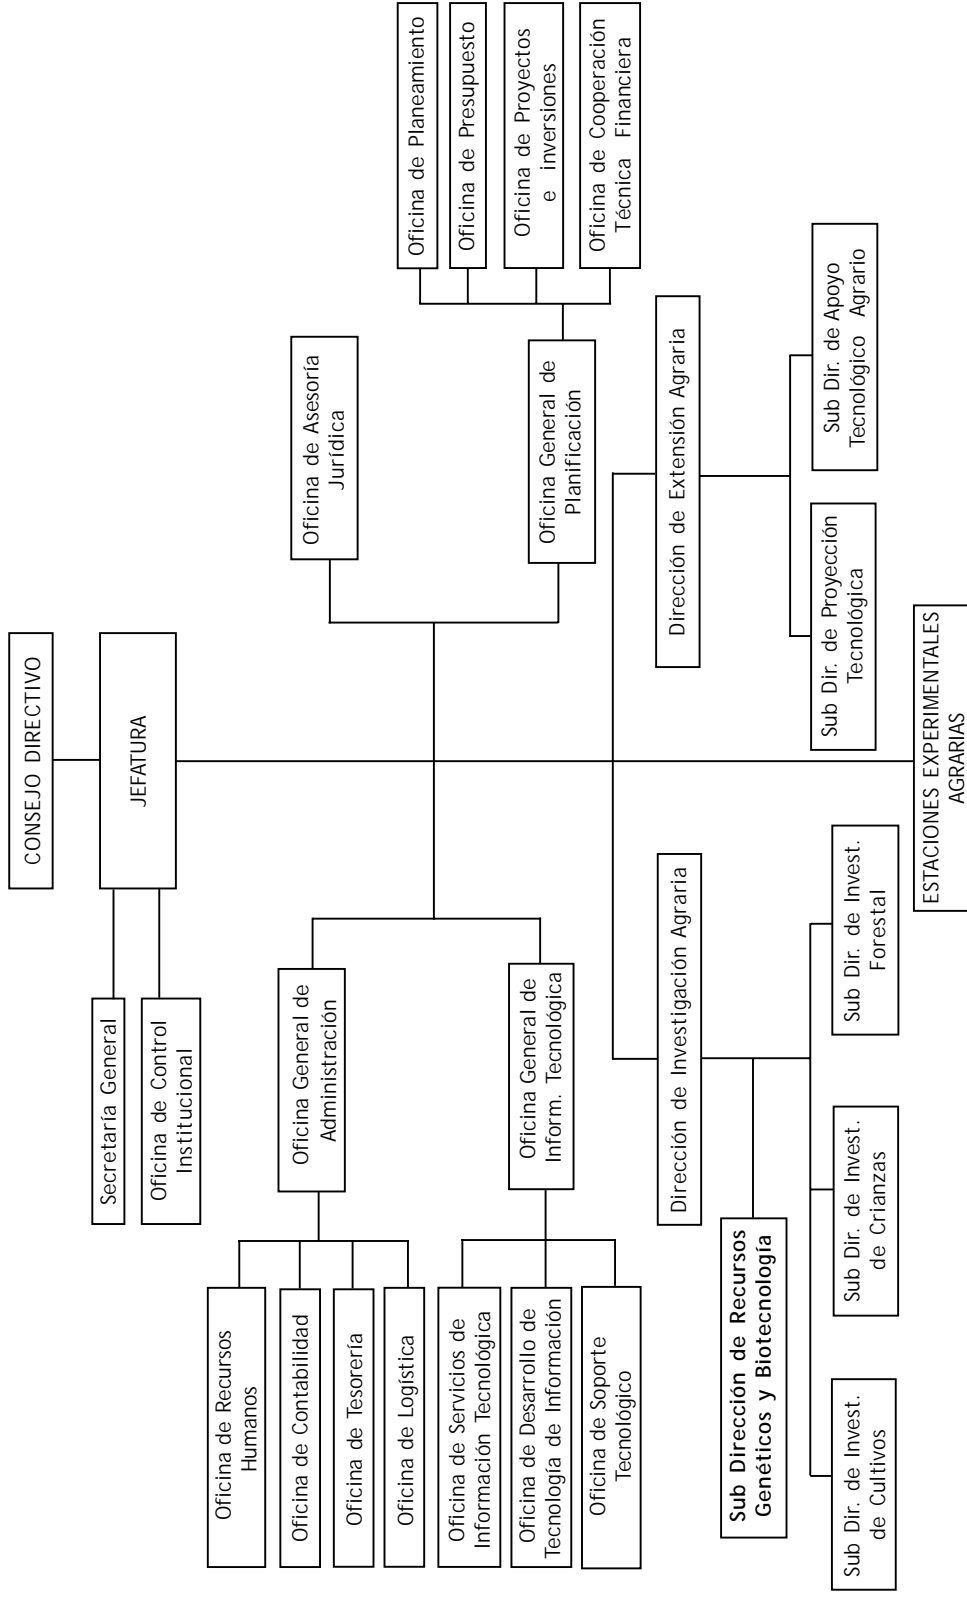 CONSEJO DIRECTIVO
JEFATURA
Secretaría General
Oficina de Control
Institucional
Oficina General de
Administración
Oficina de Recursos
Humanos
Oficina de Contabilidad
Oficina de Tesorería
Oficina de Logística
Oficina General de
Inform. Tecnológica
Oficina de Servicios de
Información Tecnológica
Oficina de Desarrollo de
Tecnología de Información
Oficina de Soporte
Tecnológico
Oficina de Asesoría
Jurídica
Oficina General de
Planificación
Oficina de Planeamiento
Oficina de Presupuesto
Oficina de Proyectos
e inversiones
Oficina de Cooperación
Técnica Financiera
Dirección de Investigación Agraria
Sub Dirección de Recursos
Genéticos y Biotecnología
Sub Dir. de Invest.
de Cultivos
Sub Dir. de Invest.
de Crianzas
Sub Dir. de Invest.
Forestal
Dirección de Extensión Agraria
Sub Dir. de Proyección
Tecnológica
Sub Dir. de Apoyo
Tecnológico Agrario
ESTACIONES EXPERIMENTALES
AGRARIAS